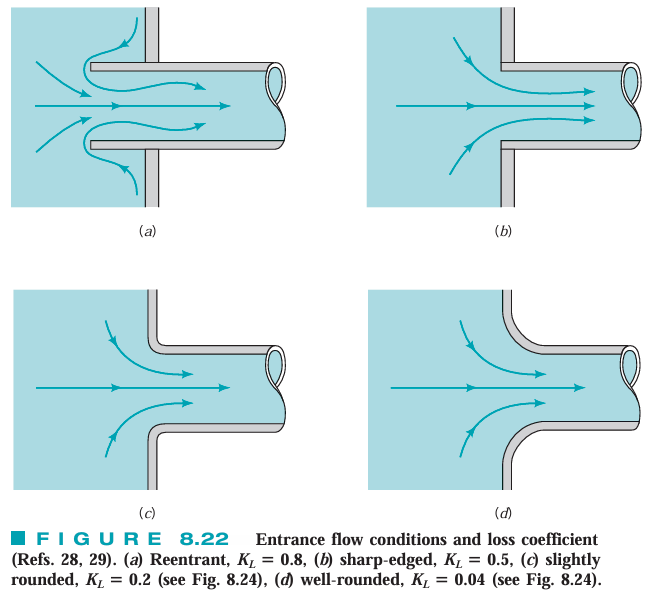 (a)
(b)
(c)
(d)
FIGURE 8.22 Entrance flow conditions and loss coefficient
(Refs. 28, 29). (a) Reentrant, K_L = 0.8, (b) sharp-edged, K_L = 0.5, (c) slightly
rounded, K_L = 0.2 (see Fig. 8.24), (d) well-rounded, K_L = 0.04 (see Fig. 8.24).